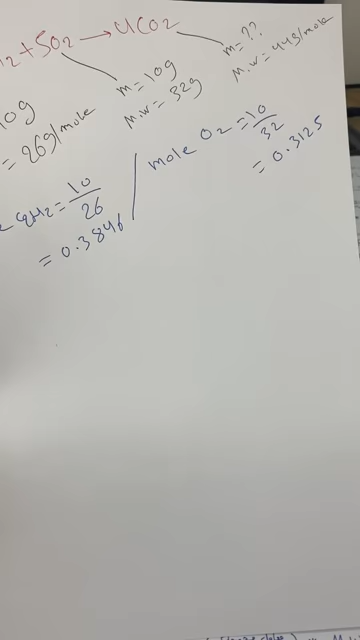 2 + 5O2 → 4CO2
m = ??
M.w = 44g/mole
m = 10g
M.w = 32g
10g
= 26g/mole
C2H2 = 10/26
= 0.3846
mole O2 = 10/32
= 0.3125